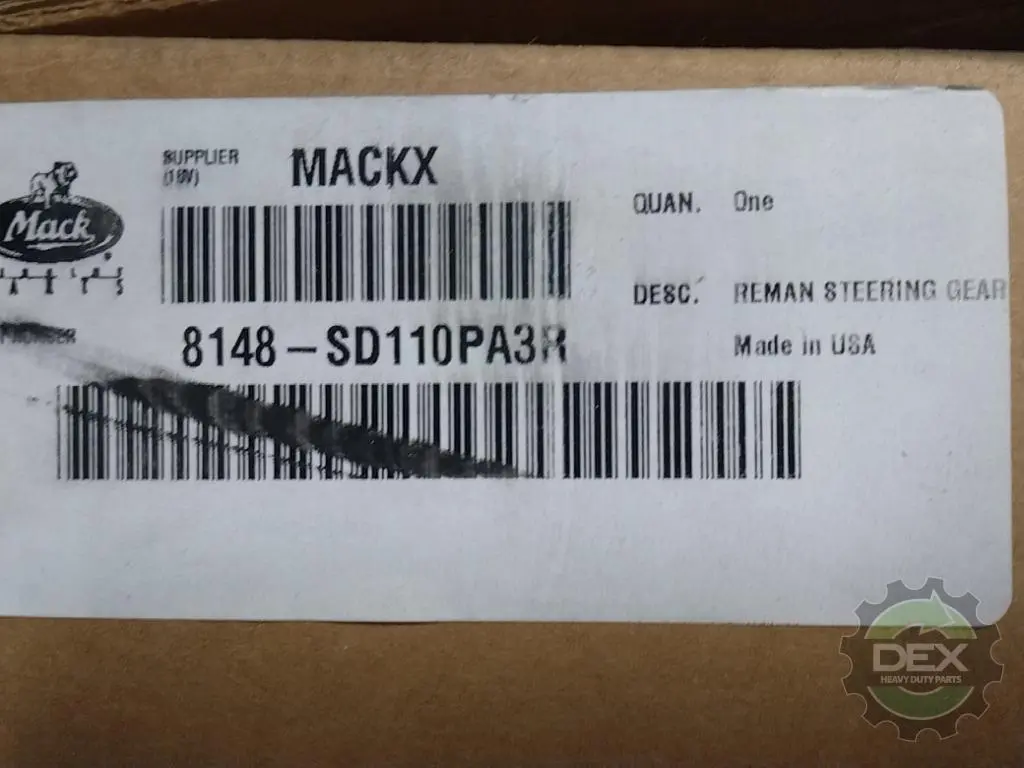 SUPPLIER
(18V)
MACKX
QUAN. One
Mack
DESC. REMAN STEERING GEAR
8148-SD110PA3R
Made in USA
DEX
HEAVY DUTY PARTS